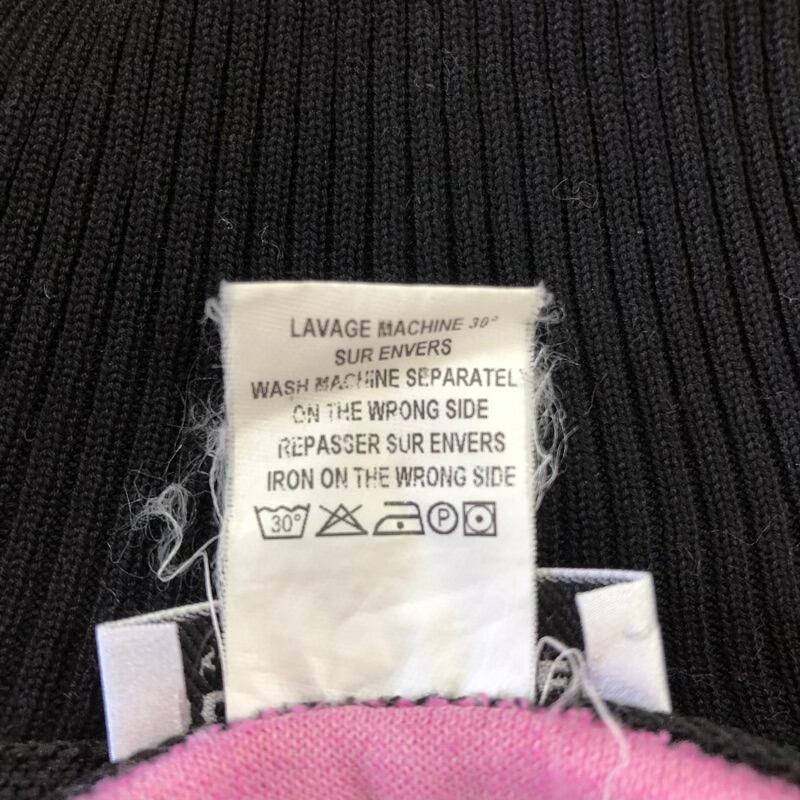 LAVAGE MACHINE 30°
SUR ENVERS
WASH MACHINE SEPARATELY
ON THE WRONG SIDE
REPASSER SUR ENVERS
IRON ON THE WRONG SIDE
30°
P